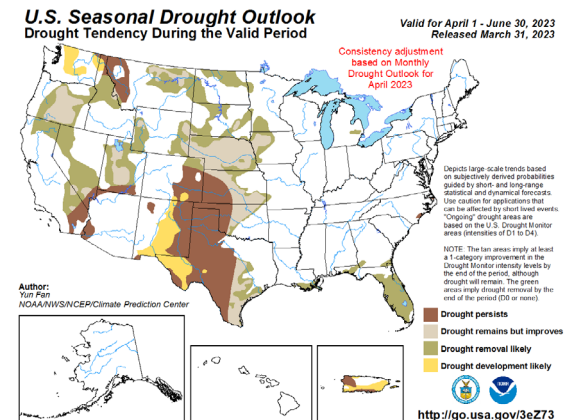 U.S. Seasonal Drought Outlook
Drought Tendency During the Valid Period
Valid for April 1 - June 30, 2023
Released March 31, 2023
Consistency adjustment
based on Monthly
Drought Outlook for
April 2023
Depicts large-scale trends based
on subjectively derived probabilities
guided by short- and long-range
statistical and dynamical forecasts.
Use caution for applications that
can be affected by short lived events.
"Ongoing" drought areas are
based on the U.S. Drought Monitor
areas (intensities of D1 to D4).
NOTE: The tan areas imply at least
a 1-category improvement in the
Drought Monitor intensity levels by
the end of the period, although
drought will remain. The green
areas imply drought removal by the
end of the period (D0 or none).
Author:
Yun Fan
NOAA/NWS/NCEP/Climate Prediction Center
Drought persists
Drought remains but improves
Drought removal likely
Drought development likely
http://go.usa.gov/3eZ73